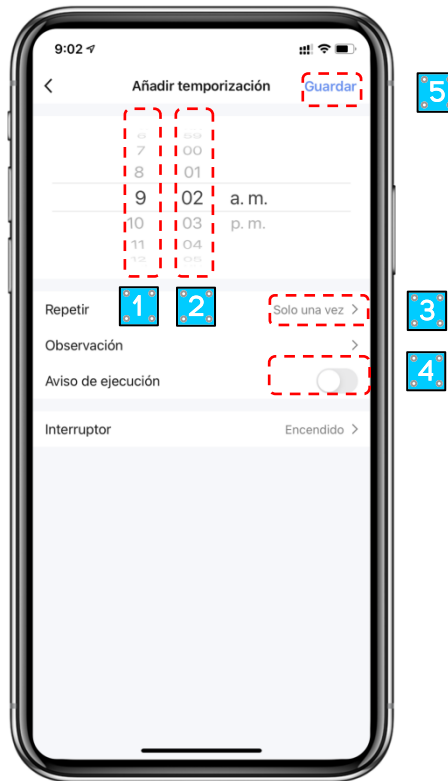 9:02
Añadir temporización Guardar
5
6 59
7 00
8 01
9 02 a. m.
10 03 p. m.
11 04
12 05
Repetir 1 2 Solo una vez 3
Observación
Aviso de ejecución 4
Interruptor Encendido